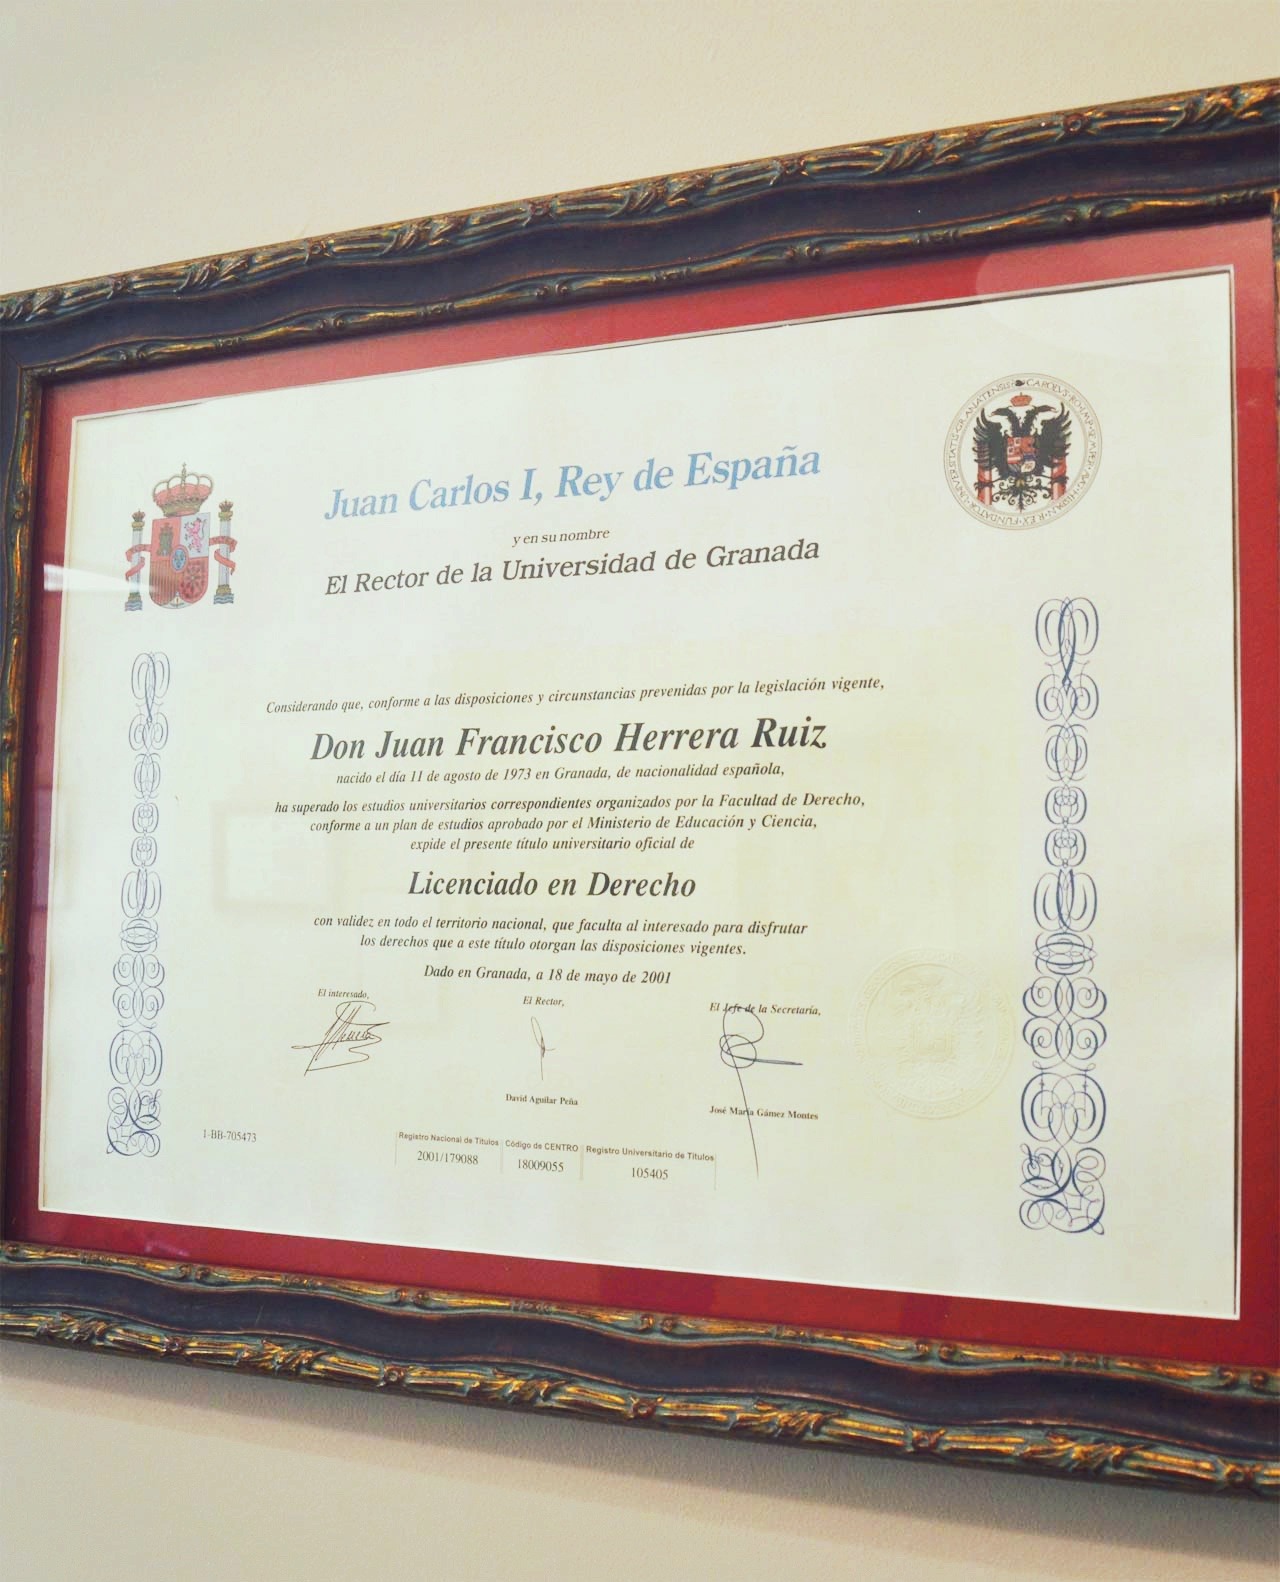 Juan Carlos I, Rey de España
y en su nombre
El Rector de la Universidad de Granada
Considerando que, conforme a las disposiciones y circunstancias prevenidas por la legislación vigente,
Don Juan Francisco Herrera Ruiz
nacido el día 11 de agosto de 1973 en Granada, de nacionalidad española,
ha superado los estudios universitarios correspondientes organizados por la Facultad de Derecho,
conforme a un plan de estudios aprobado por el Ministerio de Educación y Ciencia,
expide el presente título universitario oficial de
Licenciado en Derecho
con validez en todo el territorio nacional, que faculta al interesado para disfrutar
los derechos que a este título otorgan las disposiciones vigentes.
Dado en Granada, a 18 de mayo de 2001
El interesado,
El Rector,
El Jefe de la Secretaría,
David Aguilar Peña
José María Gámez Montes
1-BB-705473
Registro Nacional de Títulos Código de CENTRO Registro Universitario de Títulos
2001/179088 18009055 105405